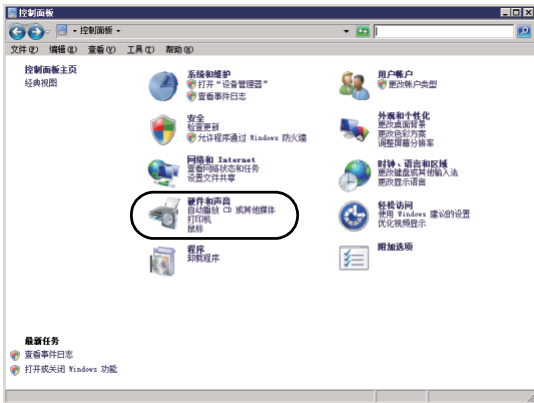 控制面板
控制面板
文件(F) 编辑(E) 查看(V) 工具(T) 帮助(H)
控制面板主页
经典视图
系统和维护
打开“设备管理器”
查看事件日志
安全
检查更新
允许程序通过 Windows 防火墙
网络和 Internet
查看网络状态和任务
设置文件共享
硬件和声音
自动播放 CD 或其他媒体
打印机
鼠标
程序
卸载程序
用户帐户
更改帐户类型
外观和个性化
更改桌面背景
更改色彩方案
调整屏幕分辨率
时钟、语言和区域
更改键盘或其他输入法
更改显示语言
轻松访问
使用 Windows 建议的设置
优化视频显示
附加选项
最新任务
查看事件日志
打开或关闭 Windows 功能